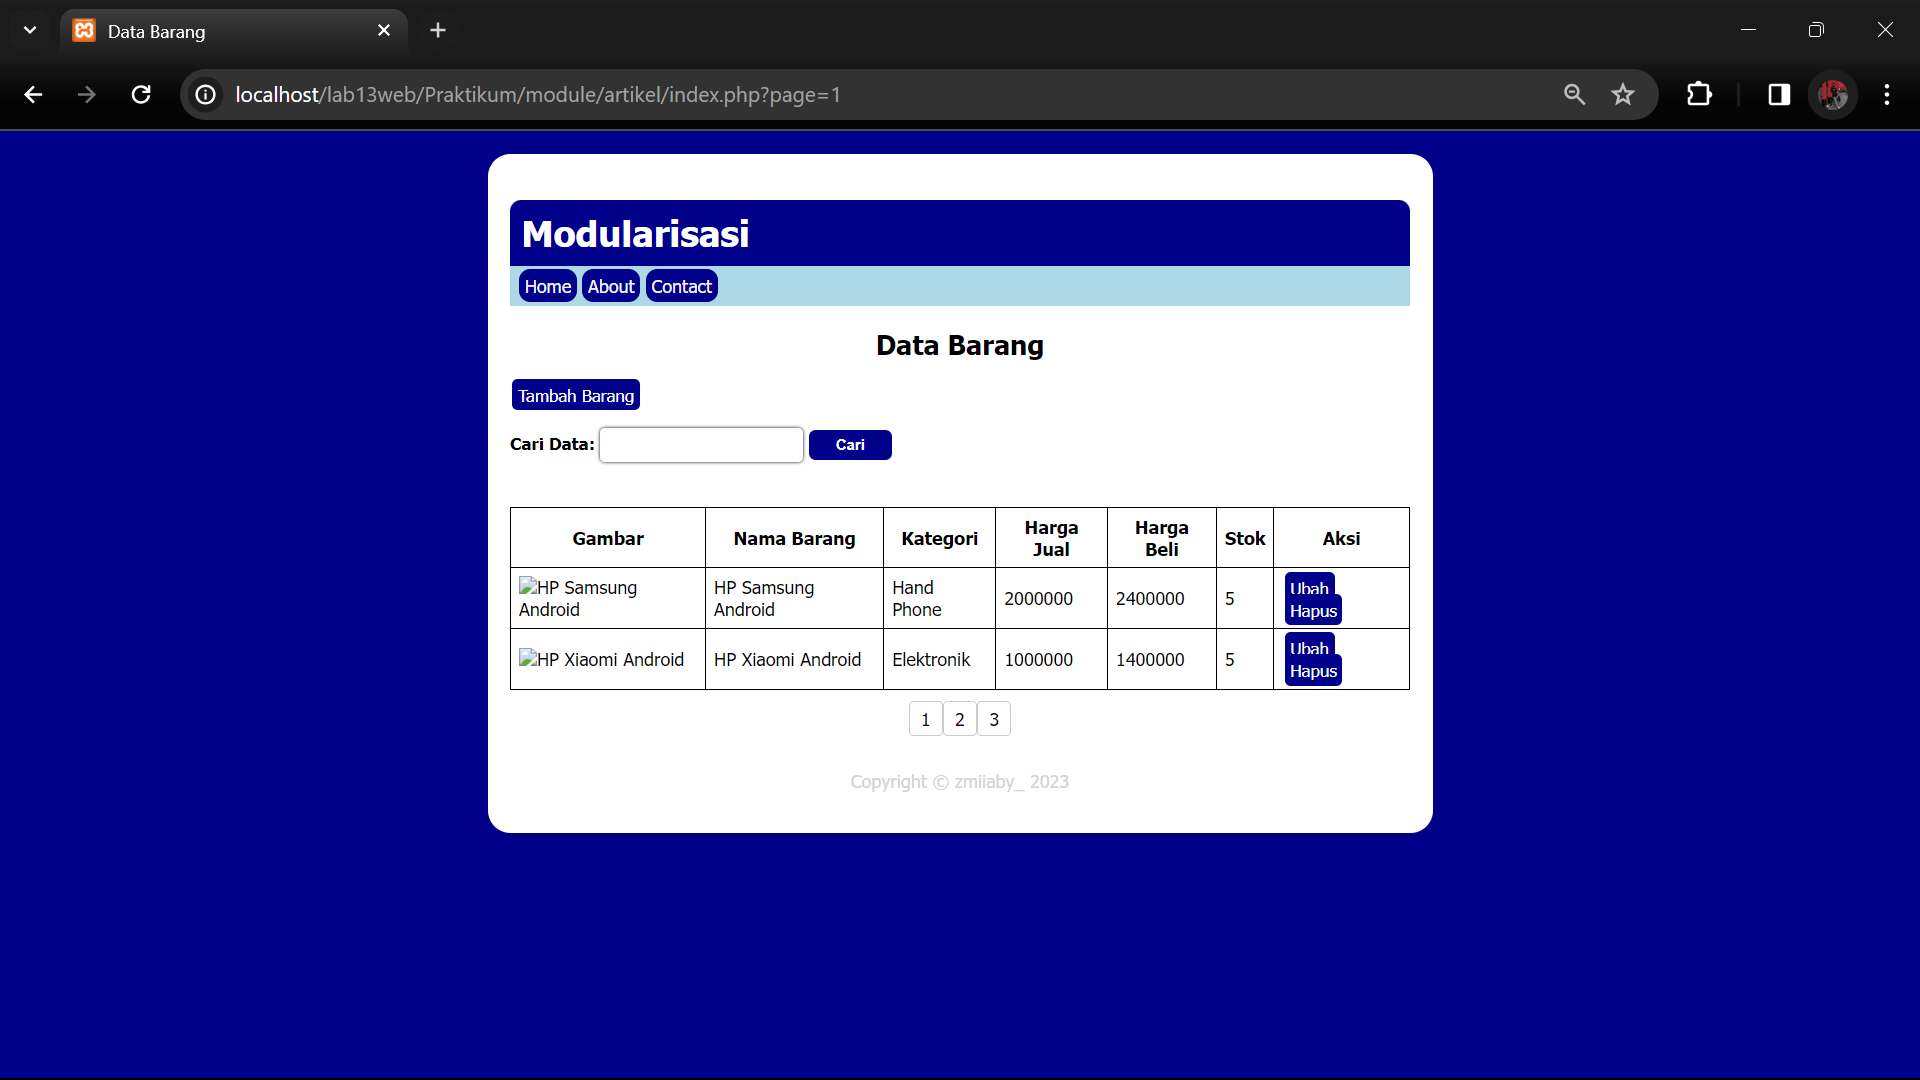 Data Barang
localhost/lab13web/Praktikum/module/artikel/index.php?page=1
Modularisasi
Home About Contact
Data Barang
Tambah Barang
Cari Data: Cari
Gambar Nama Barang Kategori Harga Jual Harga Beli Stok Aksi
HP Samsung Android HP Samsung Android Hand Phone 2000000 2400000 5 Ubah Hapus
HP Xiaomi Android HP Xiaomi Android Elektronik 1000000 1400000 5 Ubah Hapus
1 2 3
Copyright © zmiiaby_ 2023